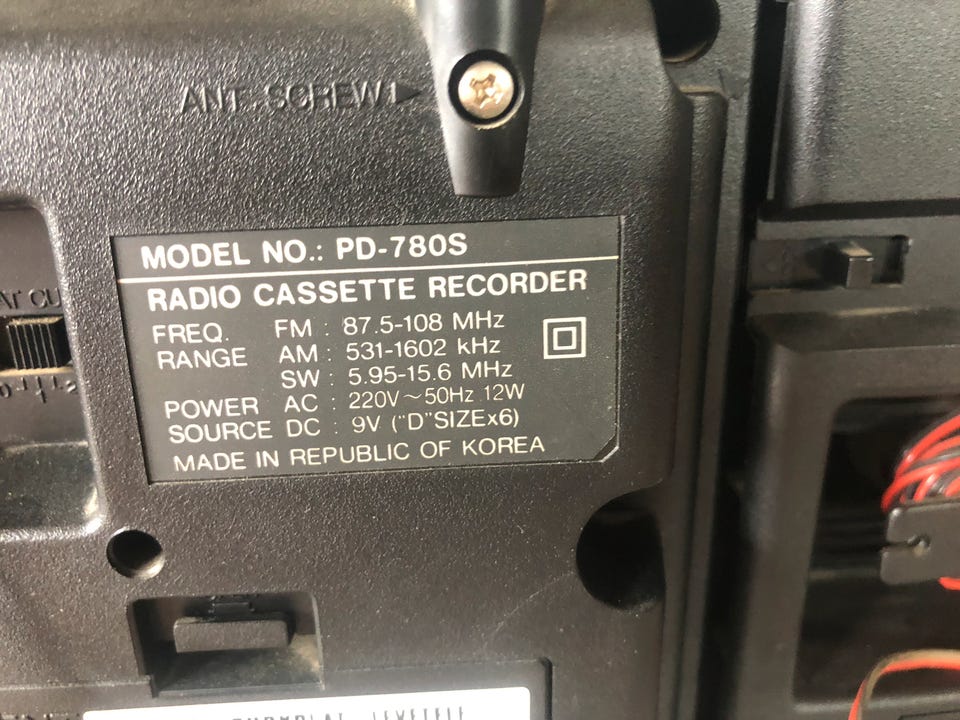 ANT. SCREW
MODEL NO.: PD-780S
RADIO CASSETTE RECORDER
FREQ. RANGE FM : 87.5-108 MHz
AM : 531-1602 kHz
SW : 5.95-15.6 MHz
POWER SOURCE AC : 220V~50Hz 12W
DC : 9V ("D"SIZEx6)
MADE IN REPUBLIC OF KOREA